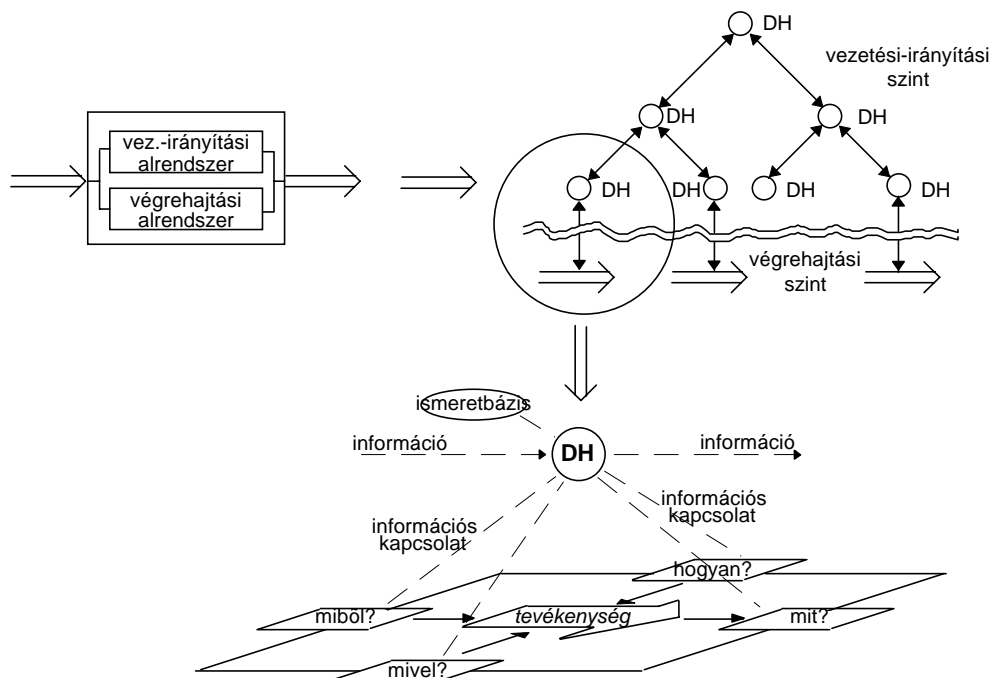 DH
vezetési-irányítási
szint
vez.-irányítási
alrendszer
végrehajtási
alrendszer
DH
DH
DH
DH
DH
DH
végrehajtási
szint
ismeretbázis
információ
DH
információ
információs
kapcsolat
információs
kapcsolat
hogyan?
miböl?
tevékenység
mit?
mivel?